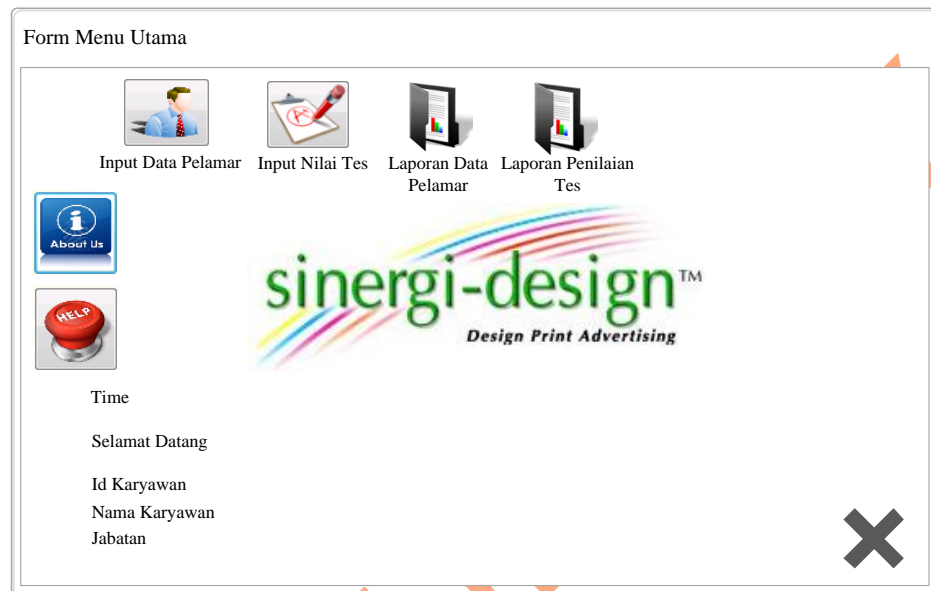 Form Menu Utama
Input Data Pelamar
Input Nilai Tes
Laporan Data
Pelamar
Laporan Penilaian
Tes
About Us
HELP
sinergi-design™
Design Print Advertising
Time
Selamat Datang
Id Karyawan
Nama Karyawan
Jabatan